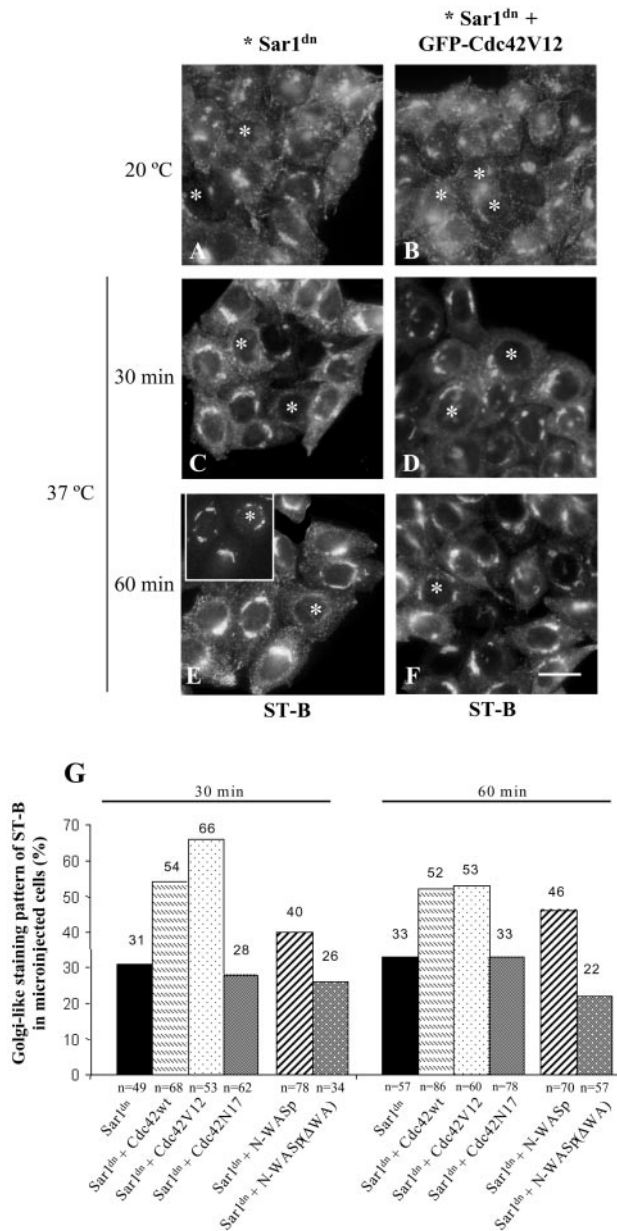 * Sar1dn
* Sar1dn +
GFP-Cdc42V12
20 ºC
*
*
A
*
*
*
B
37 ºC
30 min
*
*
C
*
*
D
60 min
*
*
E
*
F
ST-B
ST-B
G
30 min
60 min
Golgi-like staining pattern of ST-B
in microinjected cells (%)
70
60
50
40
30
20
10
0
31
54
66
28
40
26
33
52
53
33
46
22
n=49 n=68 n=53 n=62 n=78 n=34
n=57 n=86 n=60 n=78 n=70 n=57
Sar1dn
Sar1dn + Cdc42wt
Sar1dn + Cdc42V12
Sar1dn + Cdc42N17
Sar1dn + N-WASp
Sar1dn + N-WASp(ΔWA)
Sar1dn
Sar1dn + Cdc42wt
Sar1dn + Cdc42V12
Sar1dn + Cdc42N17
Sar1dn + N-WASp
Sar1dn + N-WASp(ΔWA)